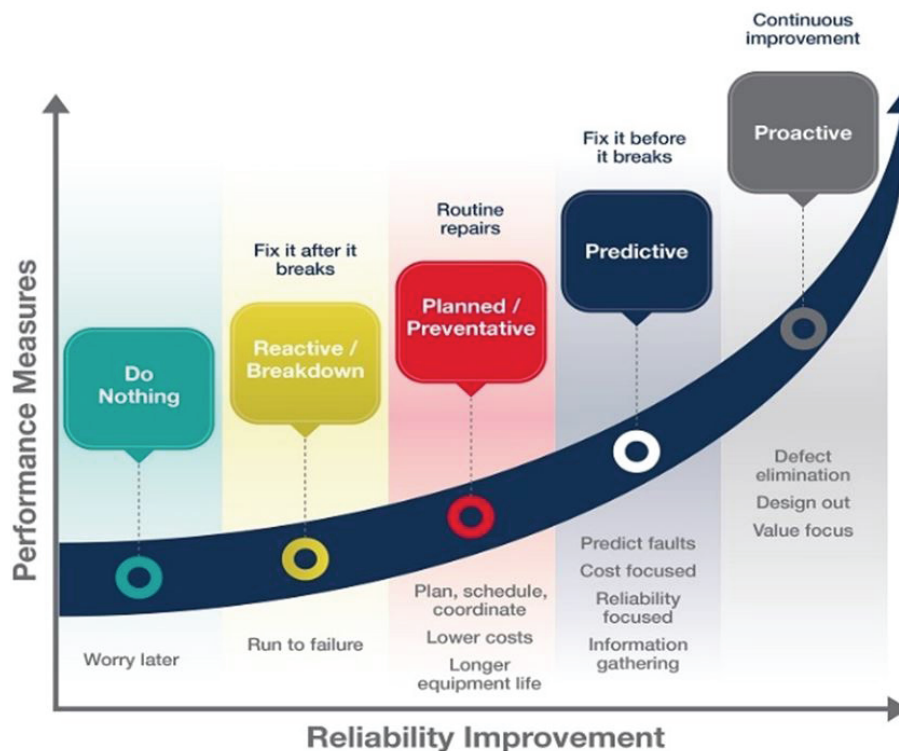 Continuous
improvement
Proactive
Fix it before
it breaks
Predictive
Routine
repairs
Planned /
Preventative
Fix it after it
breaks
Reactive /
Breakdown
Do
Nothing
Performance Measures
Worry later
Run to failure
Plan, schedule,
coordinate
Lower costs
Longer
equipment life
Predict faults
Cost focused
Reliability
focused
Information
gathering
Defect
elimination
Design out
Value focus
Reliability Improvement